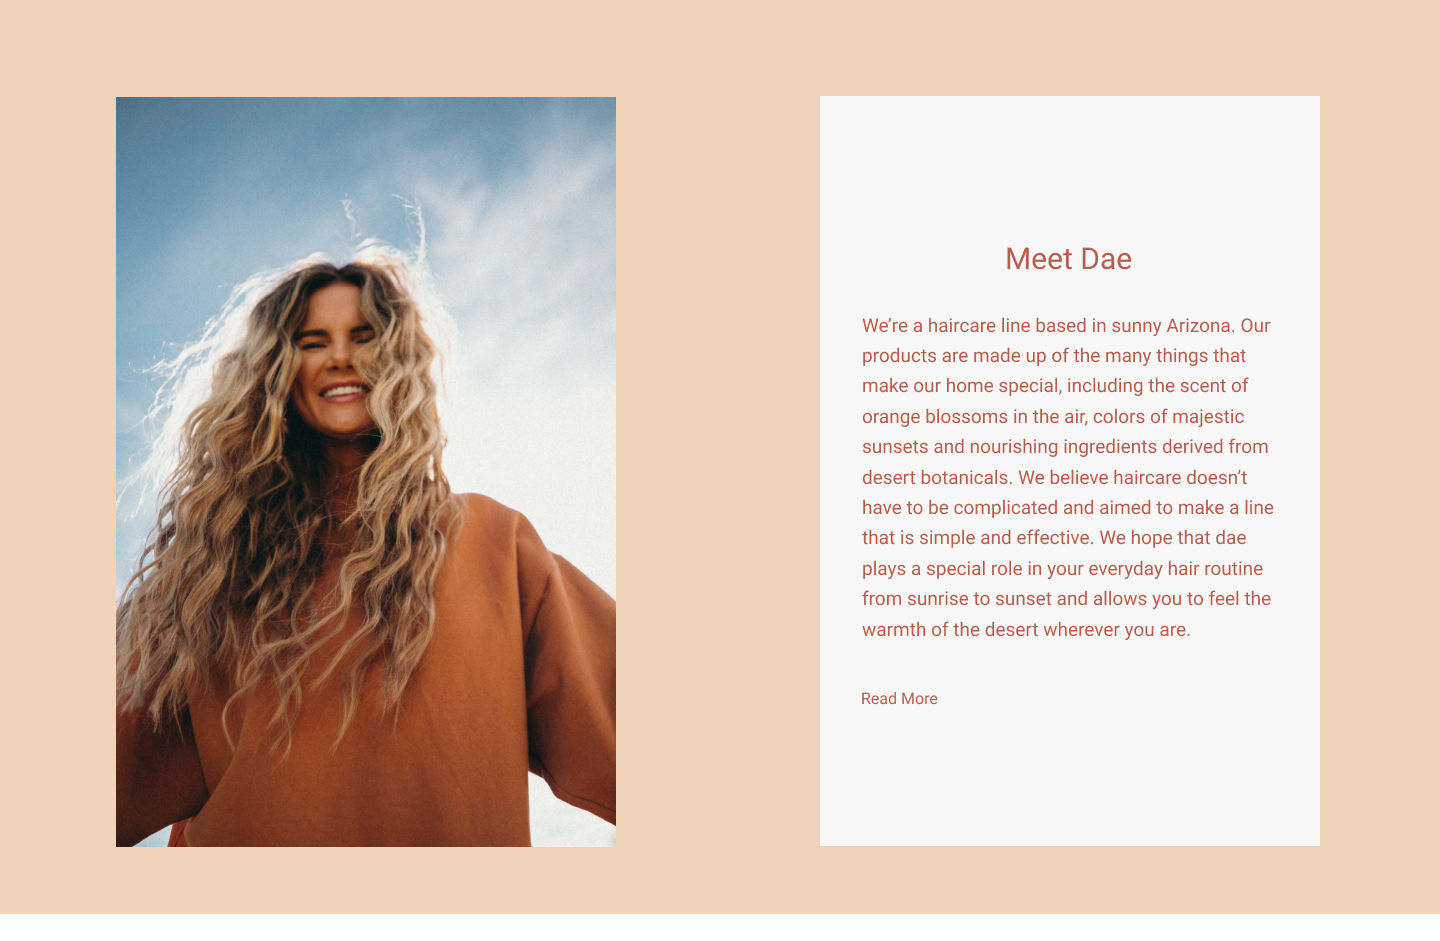 Meet Dae
We’re a haircare line based in sunny Arizona. Our
products are made up of the many things that
make our home special, including the scent of
orange blossoms in the air, colors of majestic
sunsets and nourishing ingredients derived from
desert botanicals. We believe haircare doesn’t
have to be complicated and aimed to make a line
that is simple and effective. We hope that dae
plays a special role in your everyday hair routine
from sunrise to sunset and allows you to feel the
warmth of the desert wherever you are.
Read More